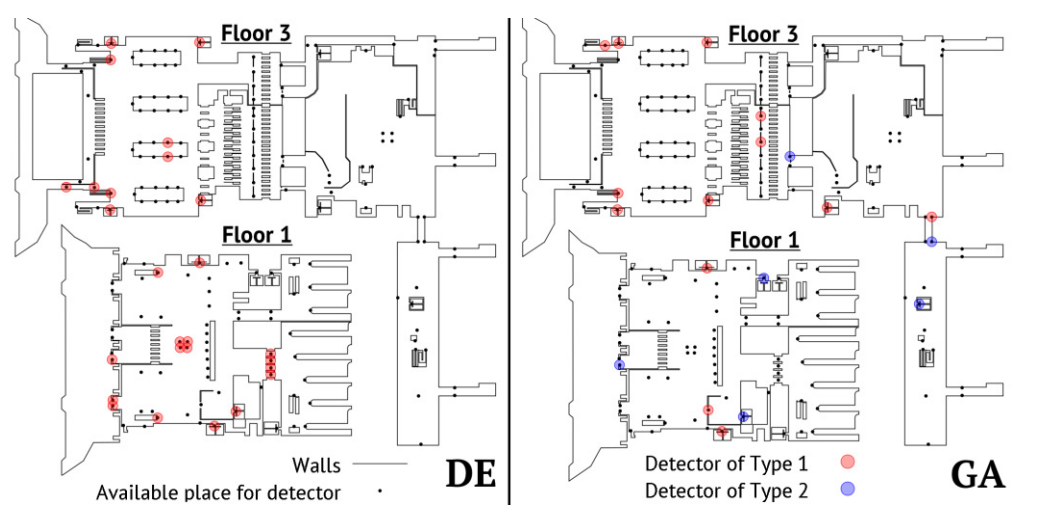 Floor 3
Floor 1
Walls
Available place for detector
DE
Floor 3
Floor 1
Detector of Type 1
Detector of Type 2
GA